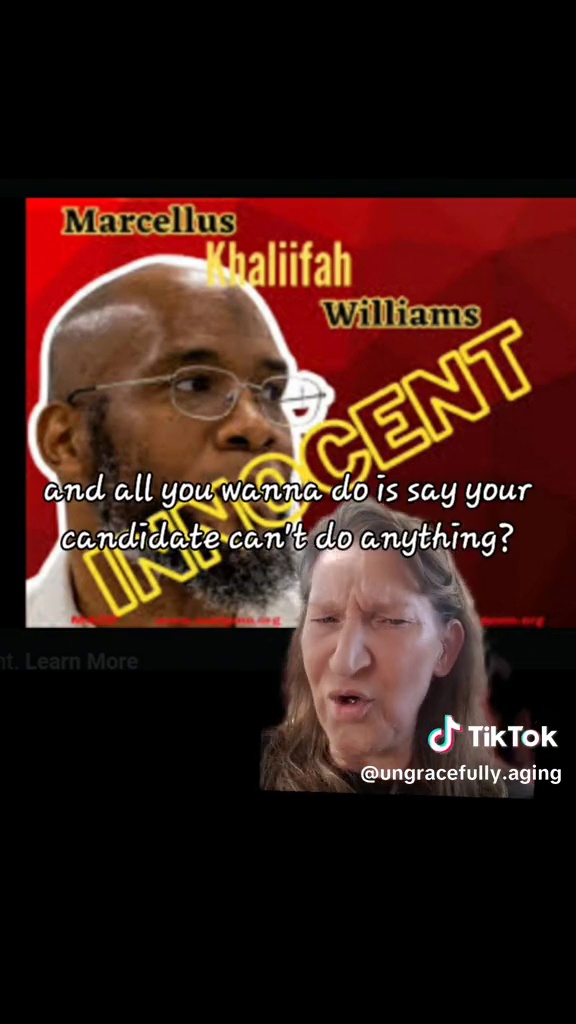 Marcellus
Khaliifah
Williams
INNOCENT
and all you wanna do is say your
candidate can't do anything?
nt. Learn More
TikTok
@ungracefully.aging